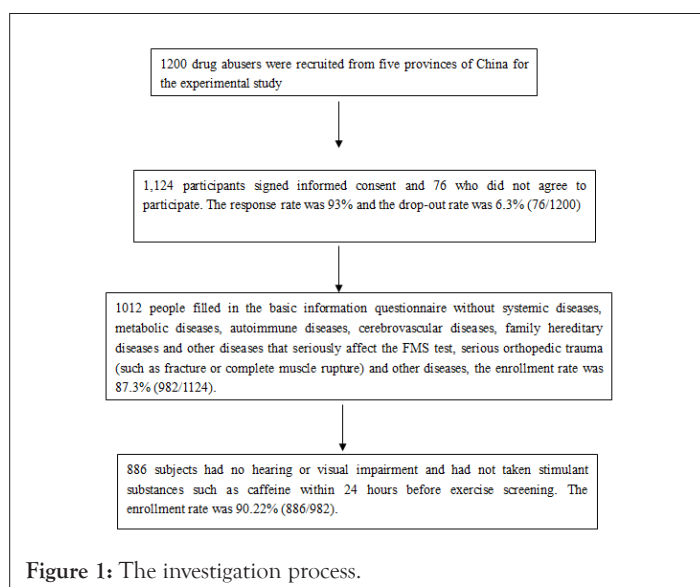 1200 drug abusers were recruited from five provinces of China for
the experimental study
1,124 participants signed informed consent and 76 who did not agree to
participate. The response rate was 93% and the drop-out rate was 6.3% (76/1200)
1012 people filled in the basic information questionnaire without systemic diseases,
metabolic diseases, autoimmune diseases, cerebrovascular diseases, family hereditary
diseases and other diseases that seriously affect the FMS test, serious orthopedic trauma
(such as fracture or complete muscle rupture) and other diseases, the enrollment rate was
87.3% (982/1124).
886 subjects had no hearing or visual impairment and had not taken stimulant
substances such as caffeine within 24 hours before exercise screening. The
enrollment rate was 90.22% (886/982).
Figure 1: The investigation process.